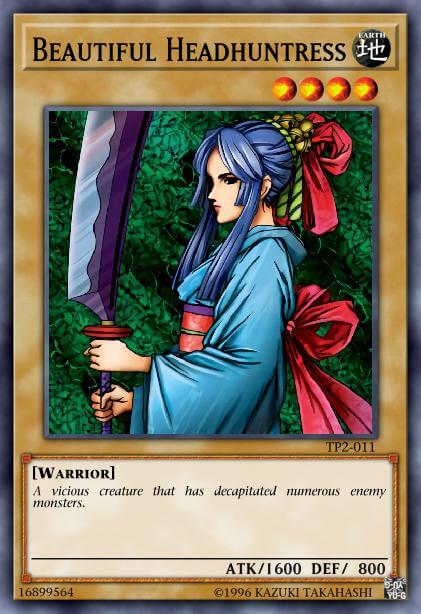 BEAUTIFUL HEADHUNTRESS
EARTH
地
TP2-011
[WARRIOR]
A vicious creature that has decapitated numerous enemy
monsters.
ATK/1600 DEF/ 800
16899564
©1996 KAZUKI TAKAHASHI